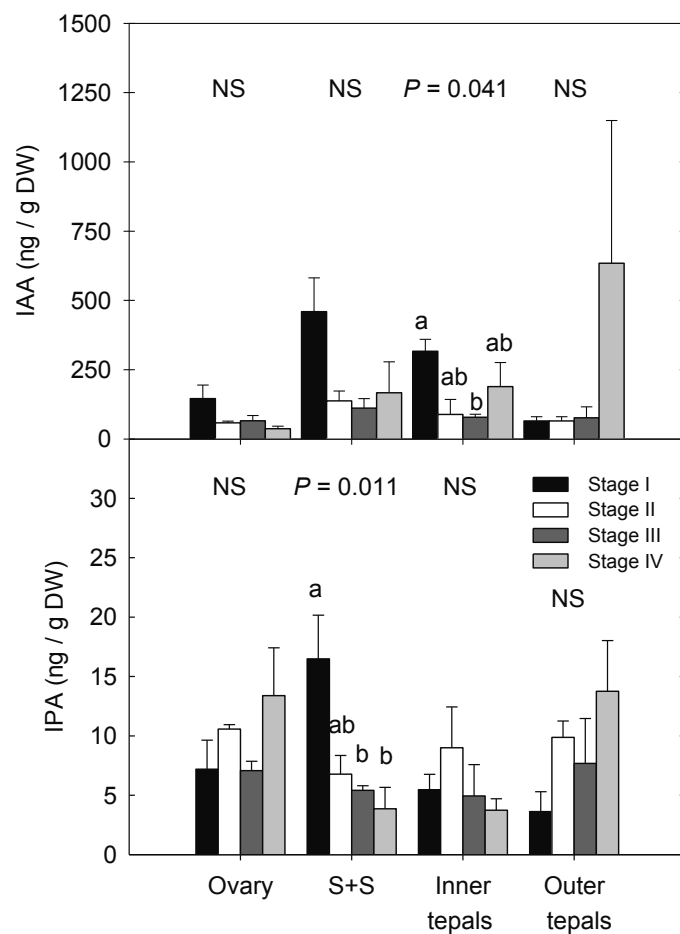 1500
1250
1000
750
500
250
0
IAA (ng / g DW)
NS
NS
P = 0.041
NS
a
ab
b
ab
30
25
20
15
10
5
0
IPA (ng / g DW)
NS
P = 0.011
NS
NS
Stage I
Stage II
Stage III
Stage IV
a
ab
b
b
Ovary
S+S
Inner
tepals
Outer
tepals